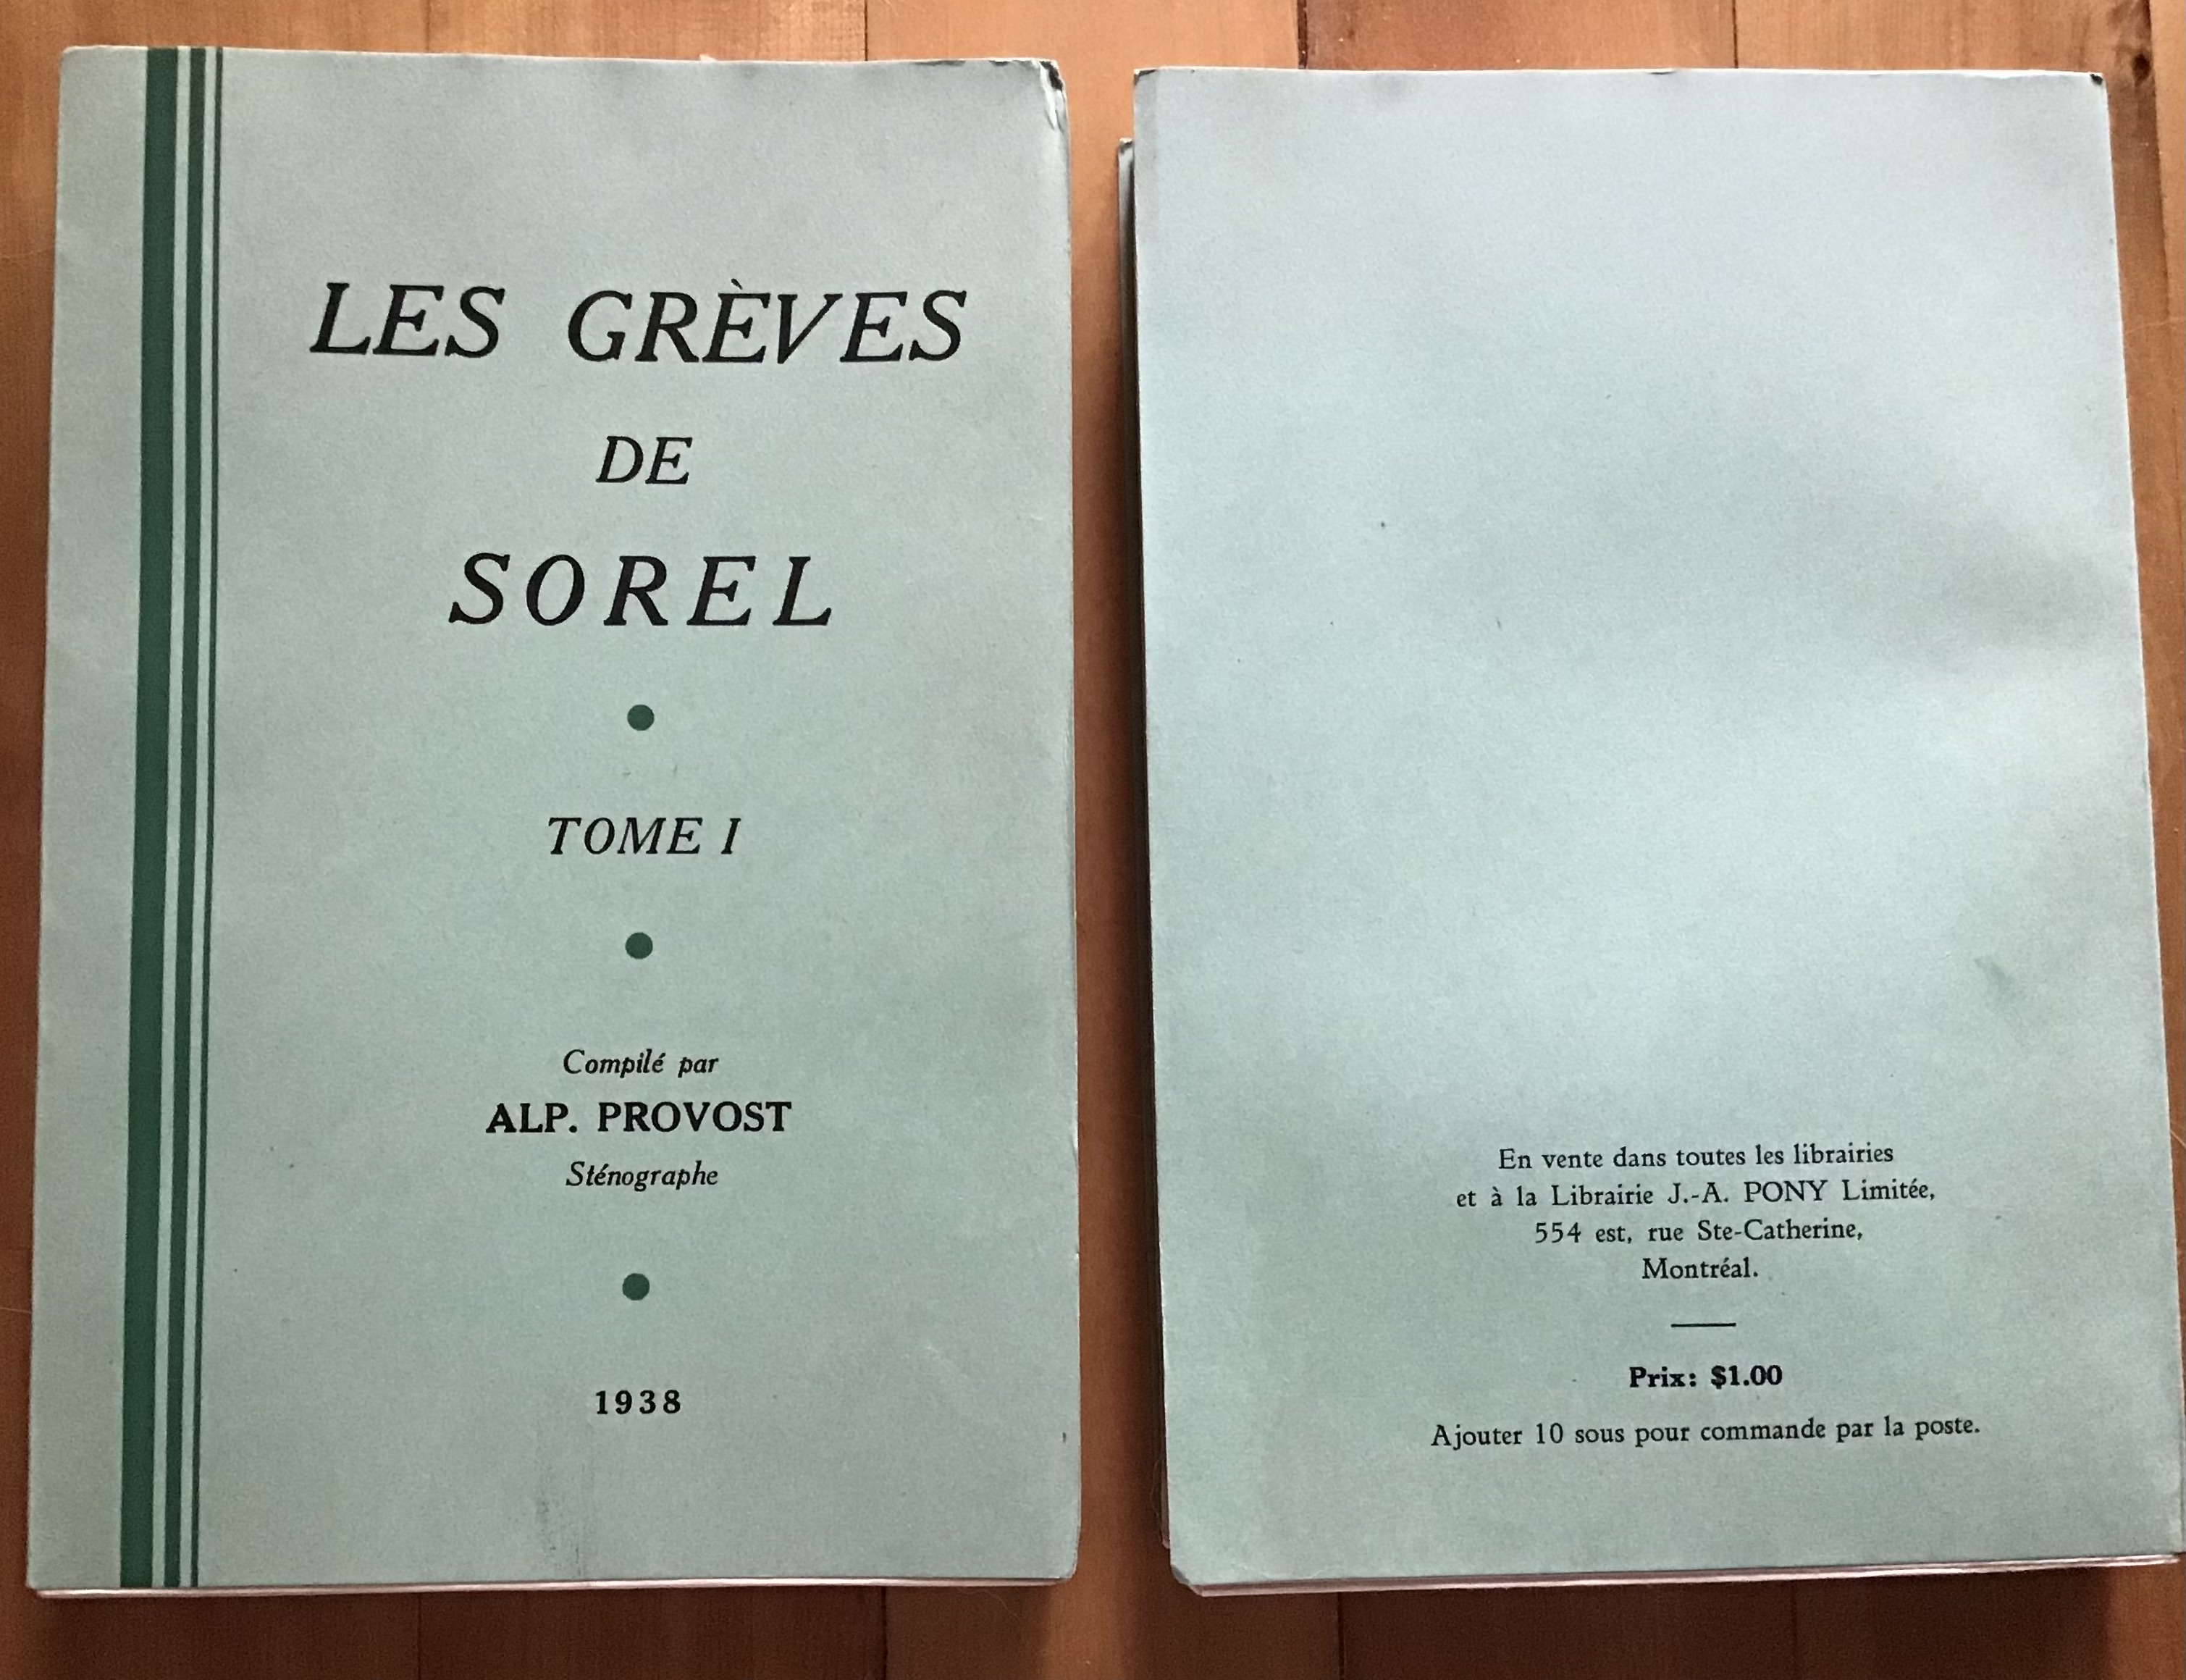 LES GRÈVES
DE
SOREL
TOME I
Compilé par
ALP. PROVOST
Sténographe
1938
En vente dans toutes les librairies
et à la Librairie J.-A. PONY Limitée,
554 est, rue Ste-Catherine,
Montréal.
Prix: $1.00
Ajouter 10 sous pour commande par la poste.